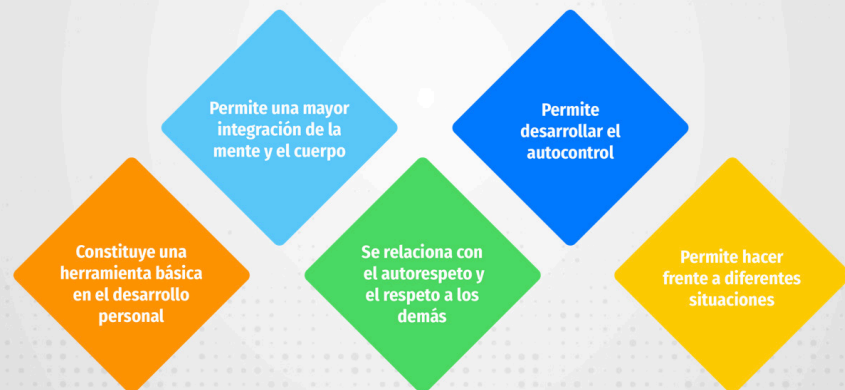 Permite una mayor
integración de la
mente y el cuerpo
Permite
desarrollar el
autocontrol
Constituye una
herramienta básica
en el desarrollo
personal
Se relaciona con
el autorespeto y
el respeto a los
demás
Permite hacer
frente a diferentes
situaciones